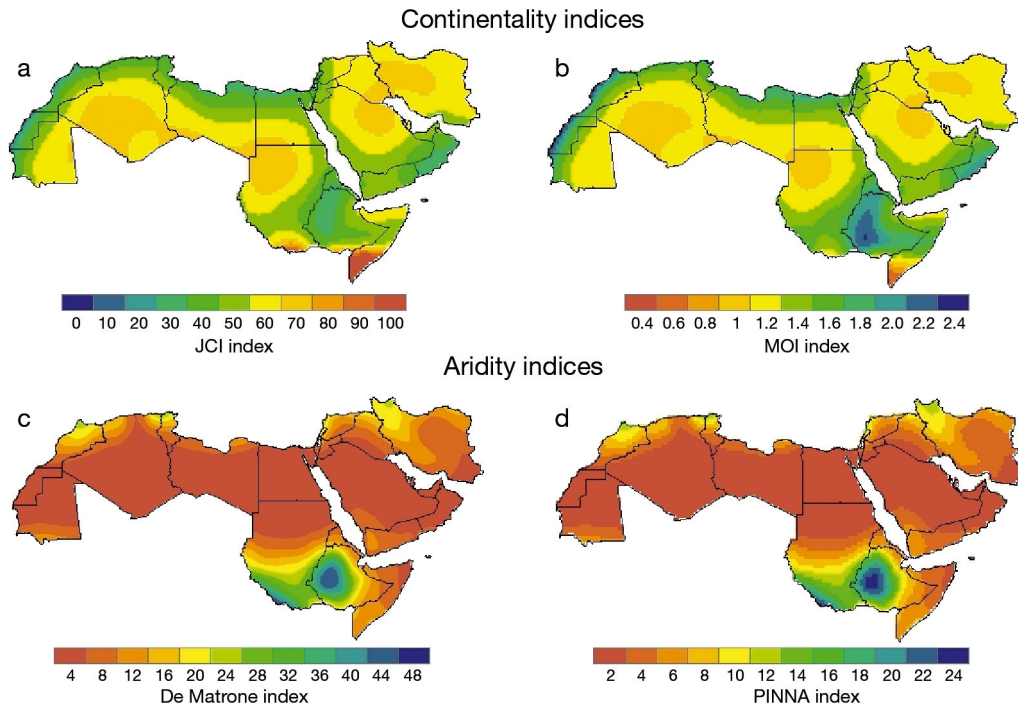 Continentality indices
a
b
0 10 20 30 40 50 60 70 80 90 100
JCI index
0.4 0.6 0.8 1 1.2 1.4 1.6 1.8 2.0 2.2 2.4
MOI index
Aridity indices
c
d
4 8 12 16 20 24 28 32 36 40 44 48
De Matrone index
2 4 6 8 10 12 14 16 18 20 22 24
PINNA index